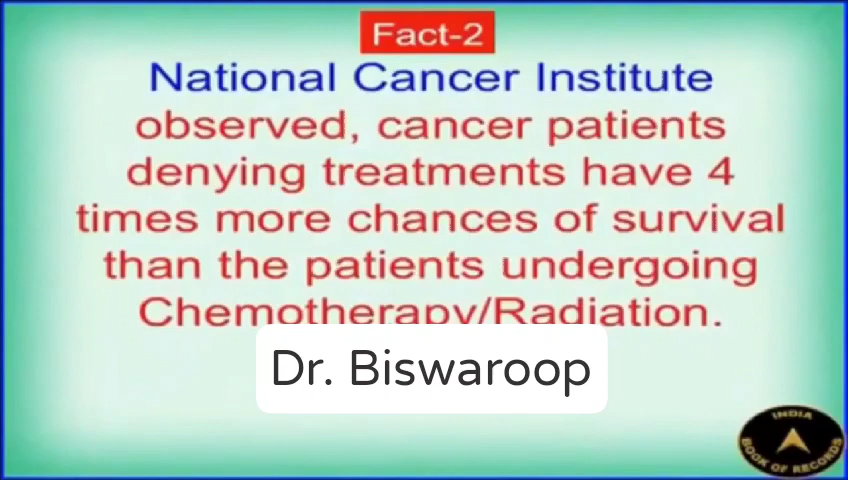 Fact-2
National Cancer Institute
observed, cancer patients
denying treatments have 4
times more chances of survival
than the patients undergoing
Chemotherapy/Radiation.
Dr. Biswaroop
INDIA
BOOK OF RECORDS